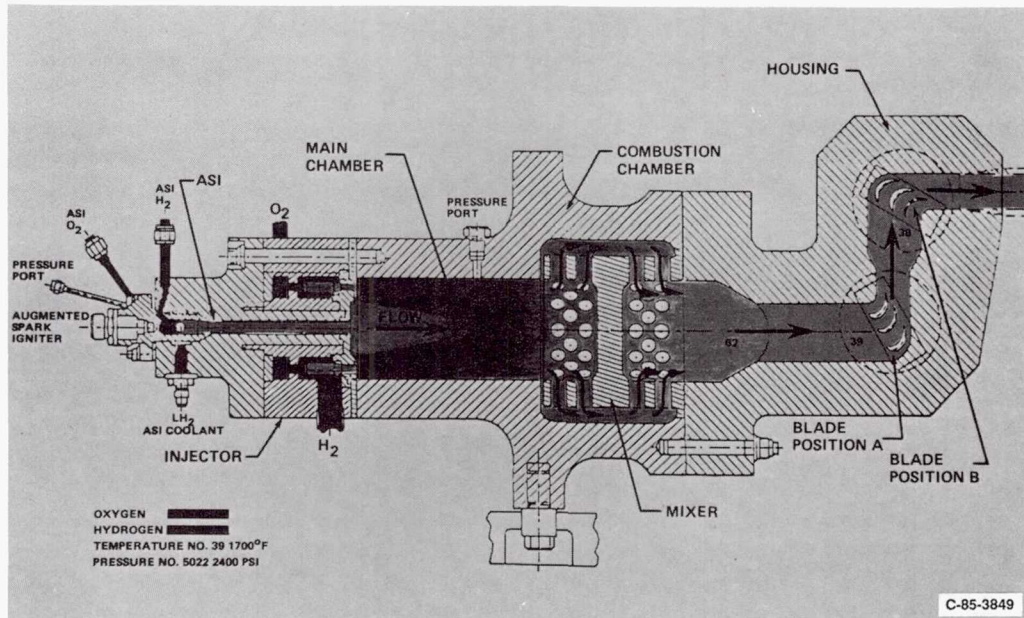 HOUSING
MAIN
CHAMBER
COMBUSTION
CHAMBER
ASI
H2
ASI
O2
PRESSURE
PORT
ASI
O2
PRESSURE
PORT
AUGMENTED
SPARK
IGNITER
FLOW
38
62
39
LH2
ASI COOLANT
INJECTOR
H2
BLADE
POSITION A
BLADE
POSITION B
MIXER
OXYGEN
HYDROGEN
TEMPERATURE NO. 39 1700°F
PRESSURE NO. 5022 2400 PSI
C-85-3849